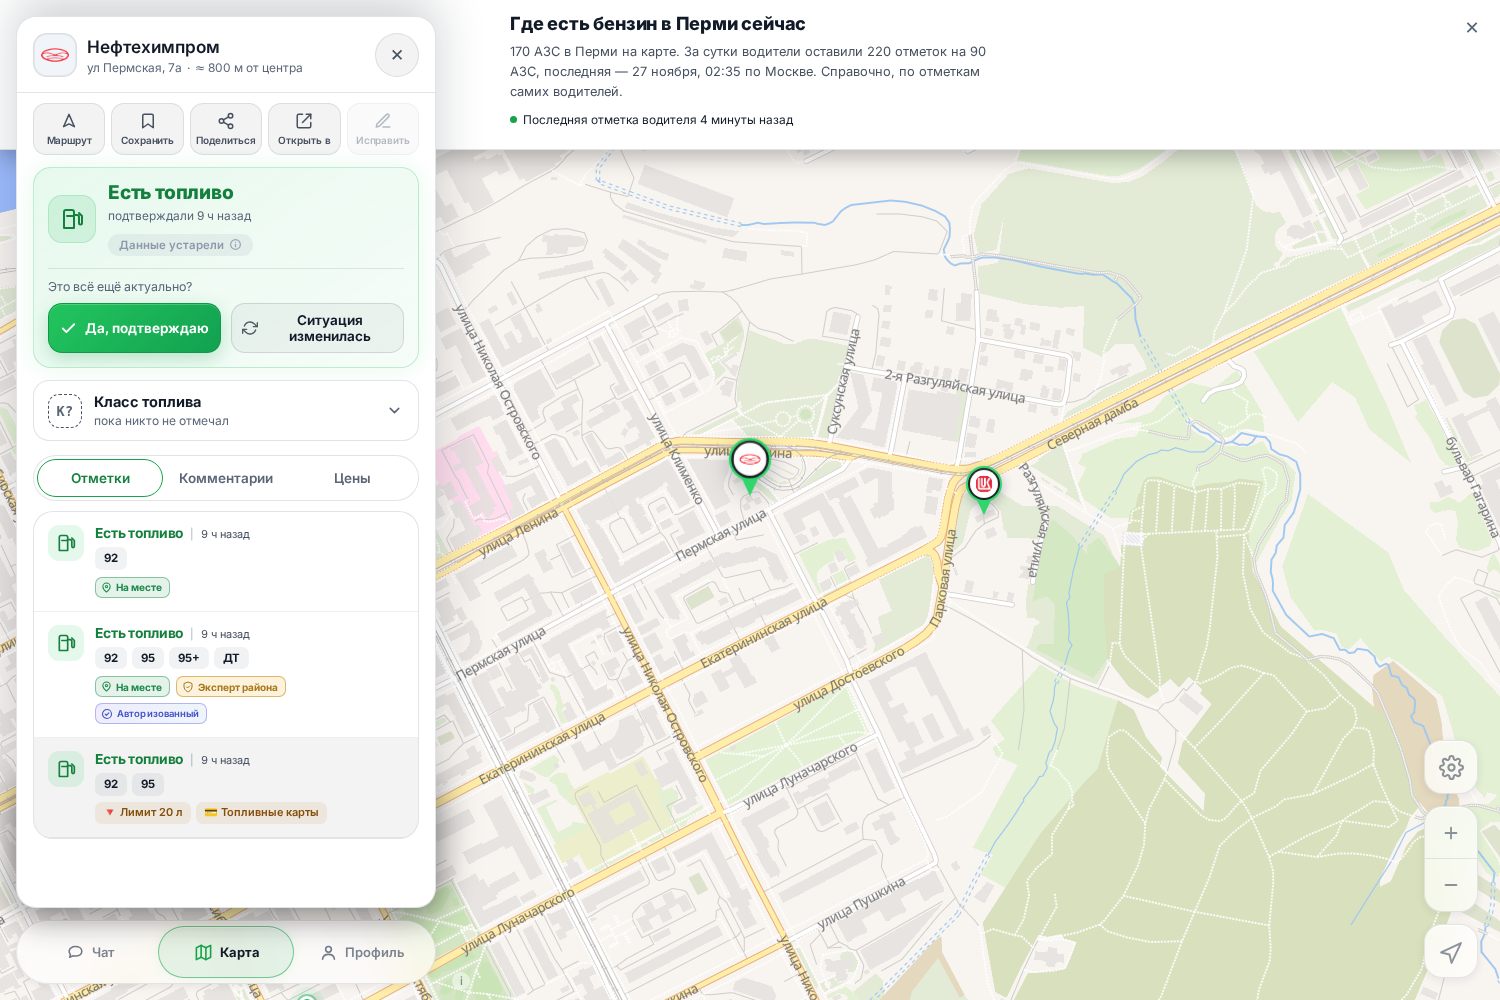 Нефтехимпром
ул Пермская, 7а · ≈ 800 м от центра
Маршрут
Сохранить
Поделиться
Открыть в
Исправить
Есть топливо
подтверждали 9 ч назад
Данные устарели
Это всё ещё актуально?
Да, подтверждаю
Ситуация
изменилась
К?
Класс топлива
пока никто не отмечал
Отметки
Комментарии
Цены
Есть топливо | 9 ч назад
92
На месте
Есть топливо | 9 ч назад
92 95 95+ ДТ
На месте Эксперт района
Авторизованный
Есть топливо | 9 ч назад
92 95
Лимит 20 л Топливные карты
Чат
Карта
Профиль
Где есть бензин в Перми сейчас
170 АЗС в Перми на карте. За сутки водители оставили 220 отметок на 90
АЗС, последняя — 27 ноября, 02:35 по Москве. Справочно, по отметкам
самих водителей.
Последняя отметка водителя 4 минуты назад
улица Николая Островского
Суксунская улица
2-я Разгуляйская улица
Северная дамба
улица Клименко
бульвар Гагарина
Разгуляйская улица
улица Ленина
Пермская улица
Парковая улица
Пермская улица
Екатерининская улица
улица Николая Островского
улица Достоевского
Екатерининская улица
улица Луначарского
улица Пушкина
улица Луначарского